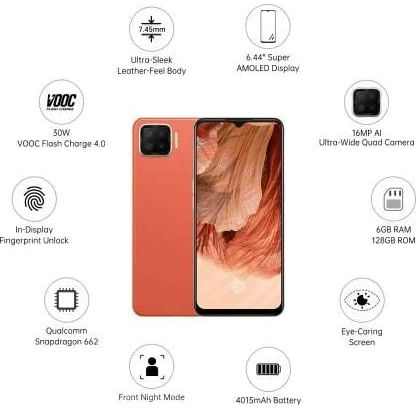 7.45mm
Ultra-Sleek
Leather-Feel Body
6.44" Super
AMOLED Display
VOOC
FLASH CHARGE
30W
VOOC Flash Charge 4.0
16MP AI
Ultra-Wide Quad Camera
In-Display
Fingerprint Unlock
6GB RAM
128GB ROM
Qualcomm
Snapdragon 662
Eye-Caring
Screen
Front Night Mode
4015mAh Battery